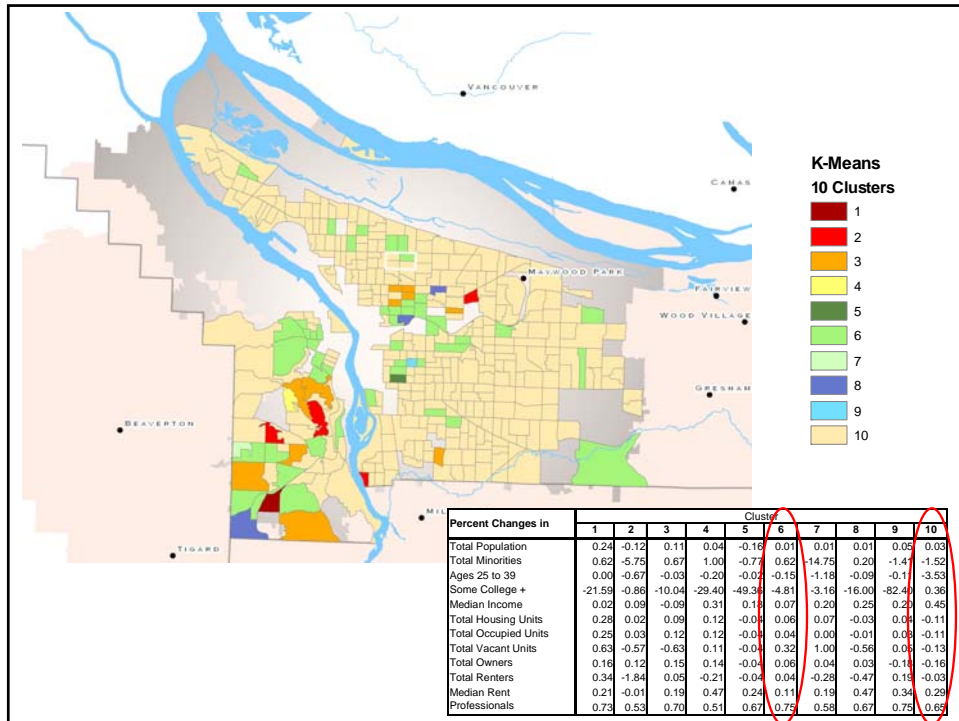 VANCOUVER
CAMAS
MAYWOOD PARK
FAIRVIEW
WOOD VILLAGE
GRESHAM
BEAVERTON
MIL
TIGARD
K-Means
10 Clusters
1
2
3
4
5
6
7
8
9
10
Percent Changes in Cluster
1 2 3 4 5 6 7 8 9 10
Total Population 0.24 -0.12 0.11 0.04 -0.16 0.01 0.01 0.01 0.05 0.03
Total Minorities 0.62 -5.75 0.67 1.00 -0.77 0.62 -14.75 0.20 -1.41 -1.52
Ages 25 to 39 0.00 -0.67 -0.03 -0.20 -0.02 -0.15 -1.18 -0.09 -0.11 -3.53
Some College + -21.59 -0.86 -10.04 -29.40 -49.36 -4.81 -3.16 -16.00 -82.40 0.36
Median Income 0.02 0.09 -0.09 0.31 0.18 0.07 0.20 0.25 0.20 0.45
Total Housing Units 0.28 0.02 0.09 0.12 -0.04 0.06 0.07 -0.03 0.04 -0.11
Total Occupied Units 0.25 0.03 0.12 0.12 -0.04 0.04 0.00 -0.01 0.03 -0.11
Total Vacant Units 0.63 -0.57 -0.63 0.11 -0.04 0.32 1.00 -0.56 0.05 -0.13
Total Owners 0.16 0.12 0.15 0.14 -0.04 0.06 0.04 0.03 -0.18 -0.16
Total Renters 0.34 -1.84 0.05 -0.21 -0.04 0.04 -0.28 -0.47 0.19 -0.03
Median Rent 0.21 -0.01 0.19 0.47 0.24 0.11 0.19 0.47 0.34 0.29
Professionals 0.73 0.53 0.70 0.51 0.67 0.75 0.58 0.67 0.75 0.65